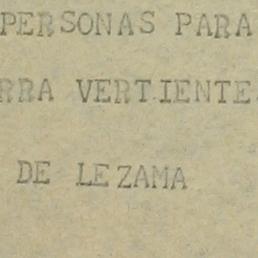 PERSONAS PARA
RRA VERTIENTE.
DE LEZAMA